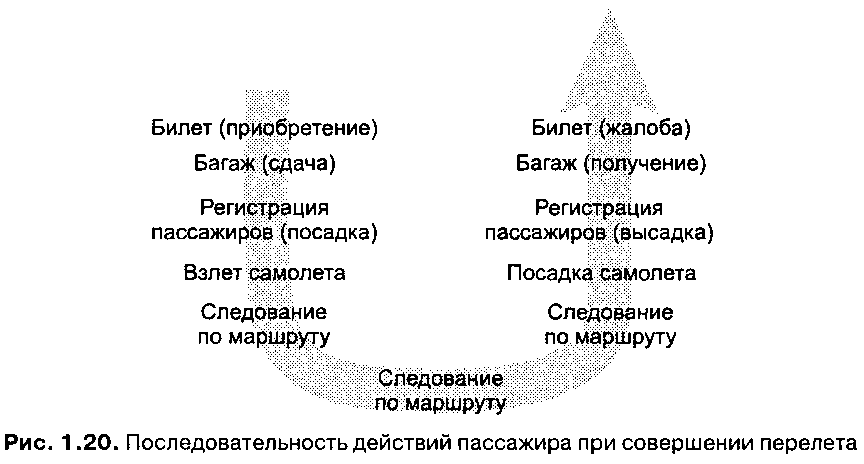 Билет (приобретение)
Багаж (сдача)
Регистрация
пассажиров (посадка)
Взлет самолета
Следование
по маршруту
Следование
по маршруту
Билет (жалоба)
Багаж (получение)
Регистрация
пассажиров (высадка)
Посадка самолета
Следование
по маршруту
Рис. 1.20. Последовательность действий пассажира при совершении перелета